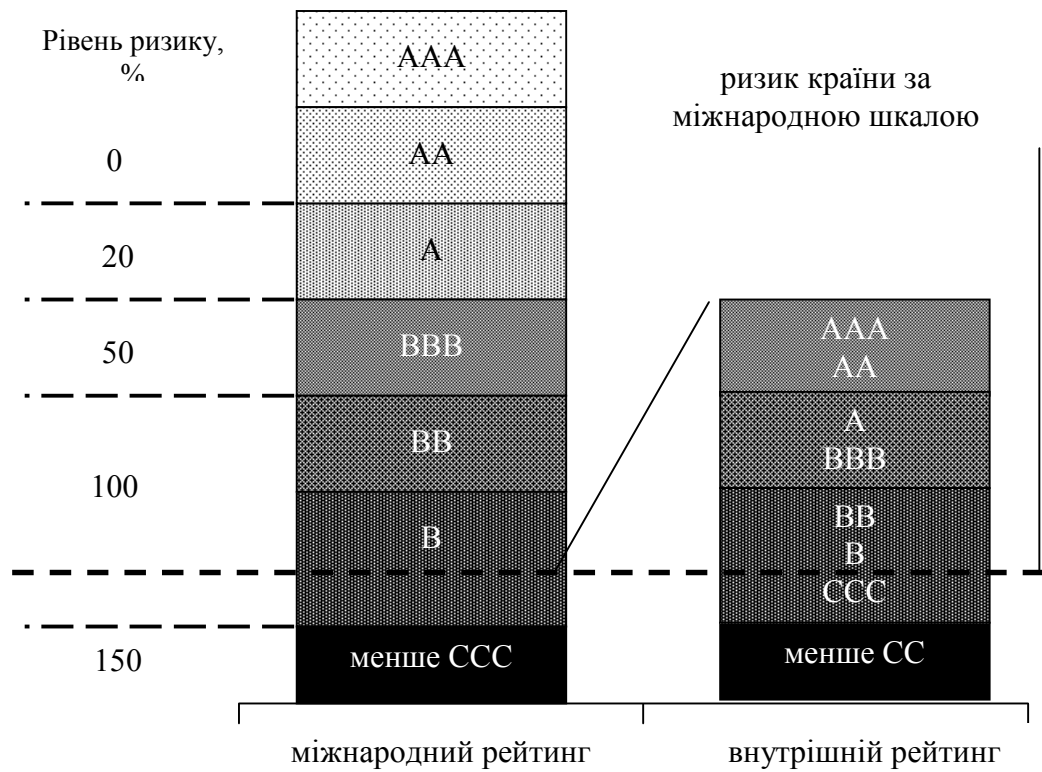 Рівень ризику,
%
0
20
50
100
150
AAA
AA
A
BBB
BB
B
менше CCC
ризик країни за
міжнародною шкалою
AAA
AA
A
BBB
BB
B
CCC
менше CC
міжнародний рейтинг
внутрішній рейтинг